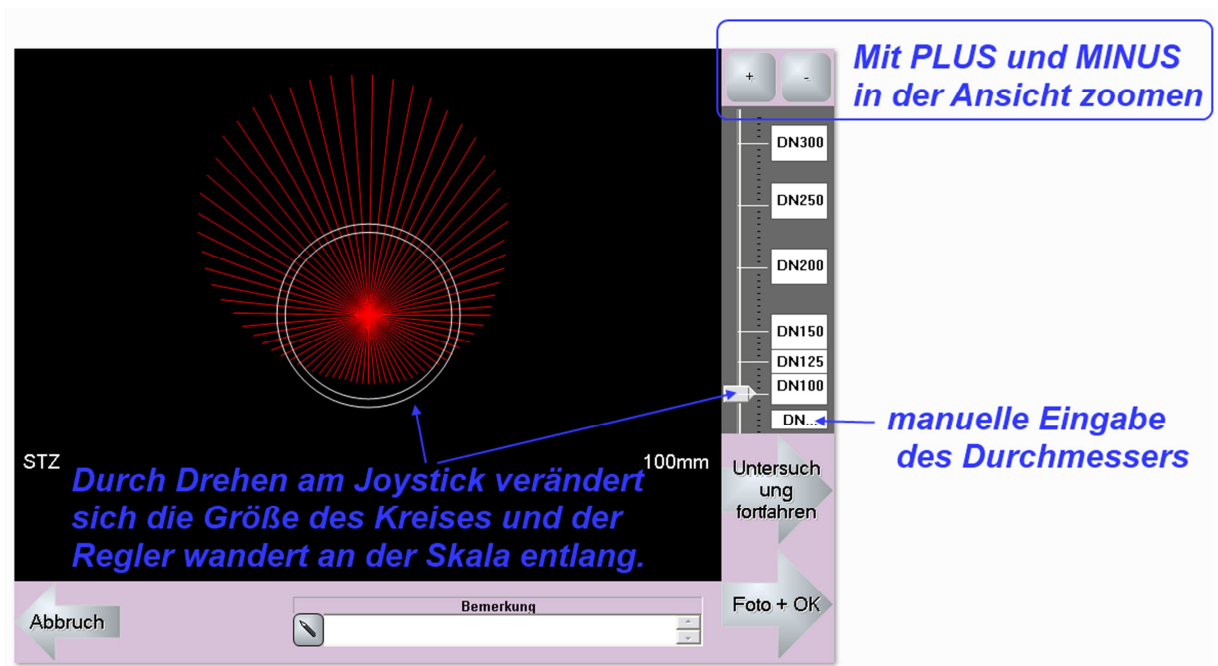 + -
Mit PLUS und MINUS
in der Ansicht zoomen
DN300
DN250
DN200
DN150
DN125
DN100
DN...
manuelle Eingabe
des Durchmessers
STZ
100mm
Durch Drehen am Joystick verändert
sich die Größe des Kreises und der
Regler wandert an der Skala entlang.
Untersuch
ung
fortfahren
Abbruch
Bemerkung
Foto + OK